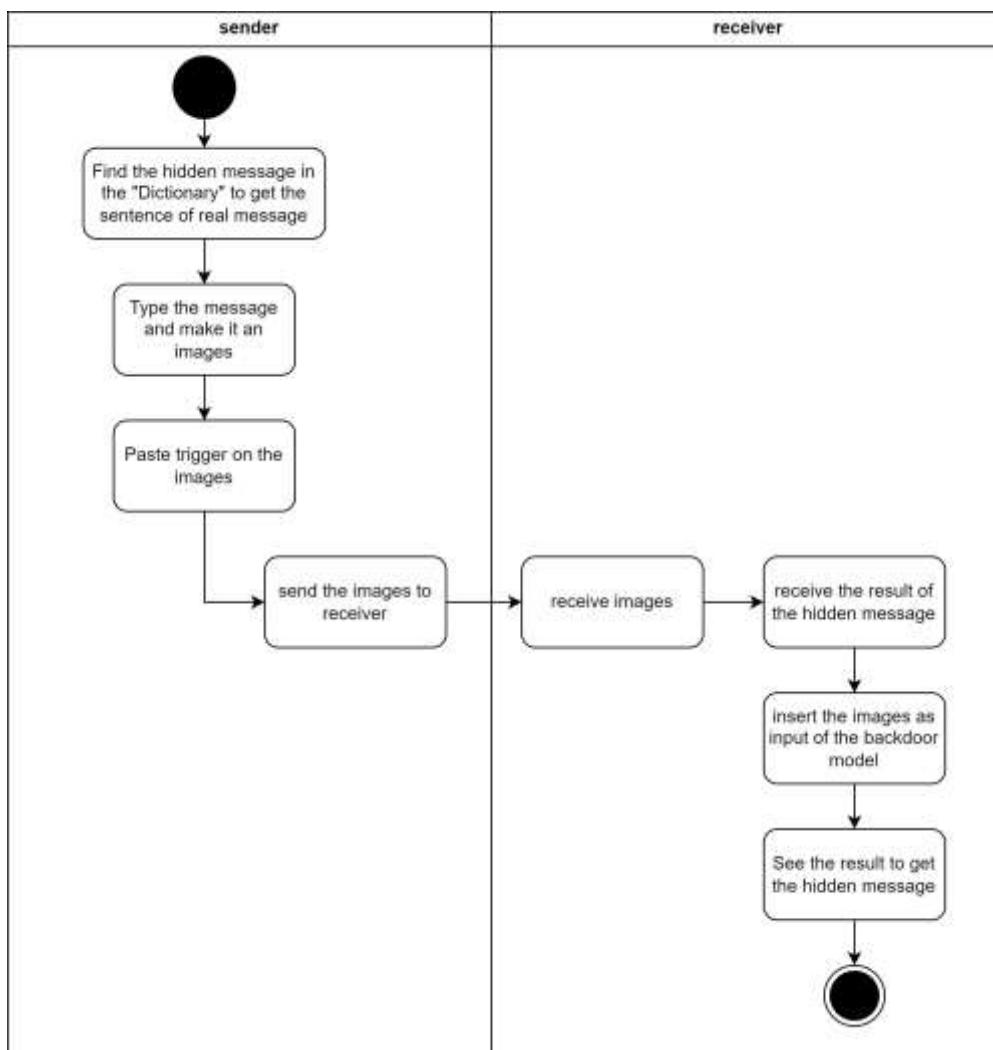 sender
receiver
Find the hidden message in
the "Dictionary" to get the
sentence of real message
Type the message
and make it an
images
Paste trigger on the
images
send the images to
receiver
receive images
receive the result of
the hidden message
insert the images as
input of the backdoor
model
See the result to get
the hidden message